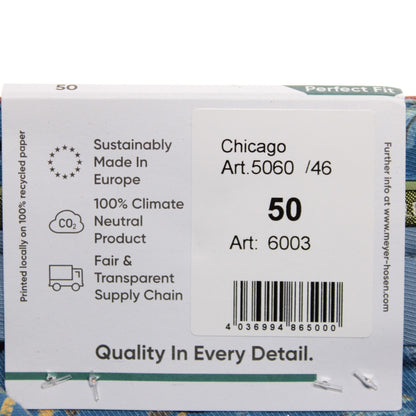 50
Perfect Fit
Printed locally on 100% recycled paper
Sustainably
Made In
Europe
CO2
100% Climate
Neutral
Product
Fair &
Transparent
Supply Chain
Chicago
Art.5060 /46
50
Art: 6003
4 036994 865000
Further info at www.meyer-hosen.com
Quality In Every Detail.